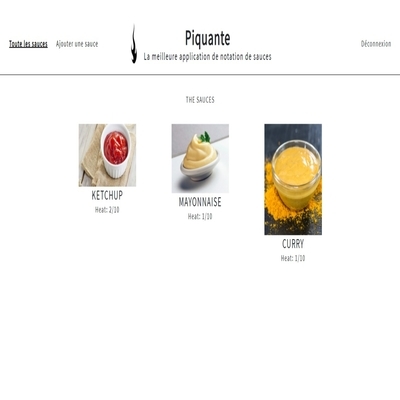 Piquante
La meilleure application de notation de sauces
Toute les sauces
Ajouter une sauce
Déconnexion
THE SAUCES
KETCHUP
Heat: 2/10
MAYONNAISE
Heat: 1/10
CURRY
Heat: 1/10